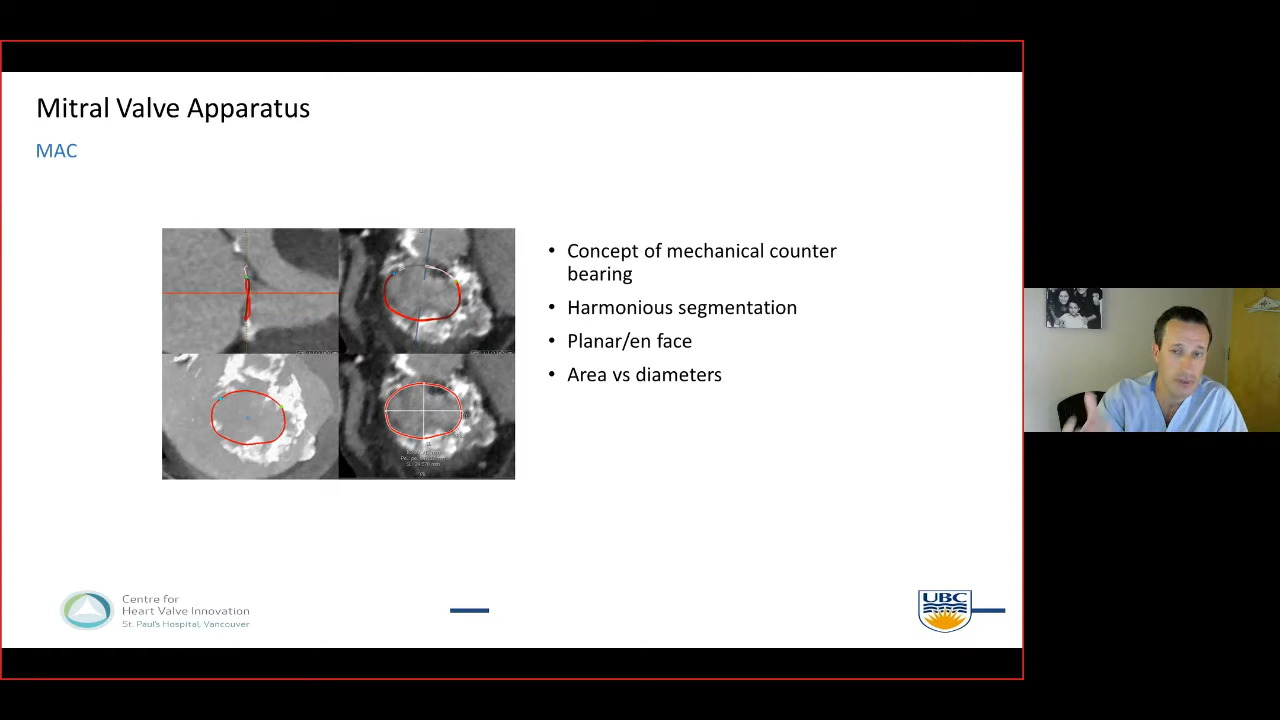 Mitral Valve Apparatus
MAC
• Concept of mechanical counter
bearing
• Harmonious segmentation
• Planar/en face
• Area vs diameters
Centre for
Heart Valve Innovation
St. Paul's Hospital, Vancouver
UBC